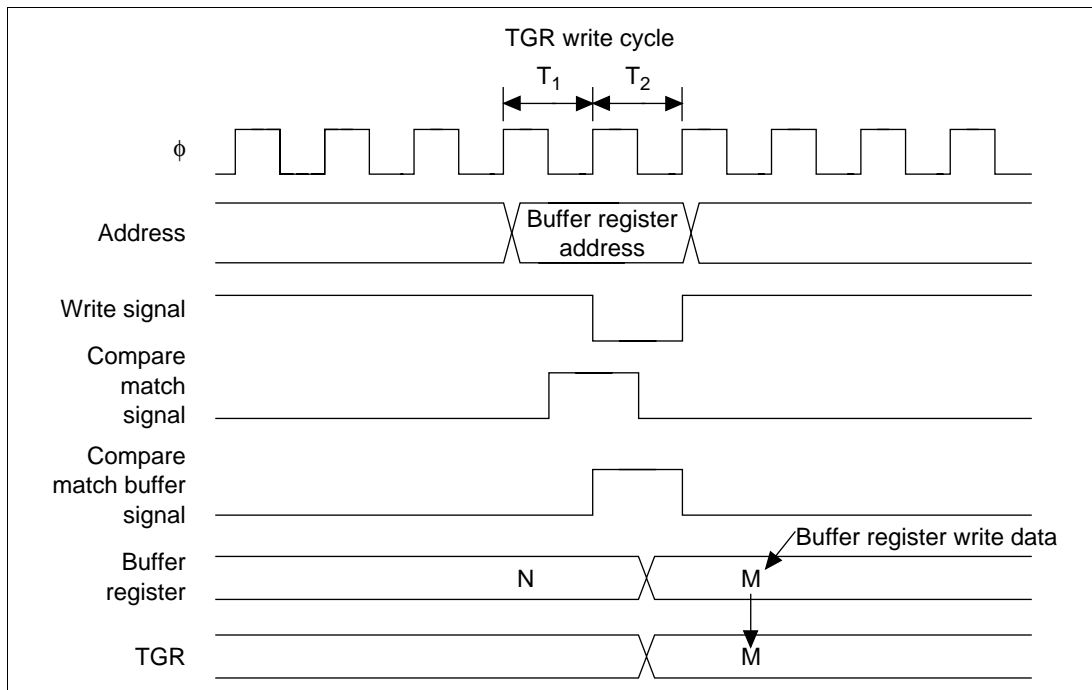 TGR write cycle
T1 T2
ϕ
Address
Buffer register
address
Write signal
Compare
match
signal
Compare
match buffer
signal
Buffer register write data
Buffer
register
N M
TGR
M